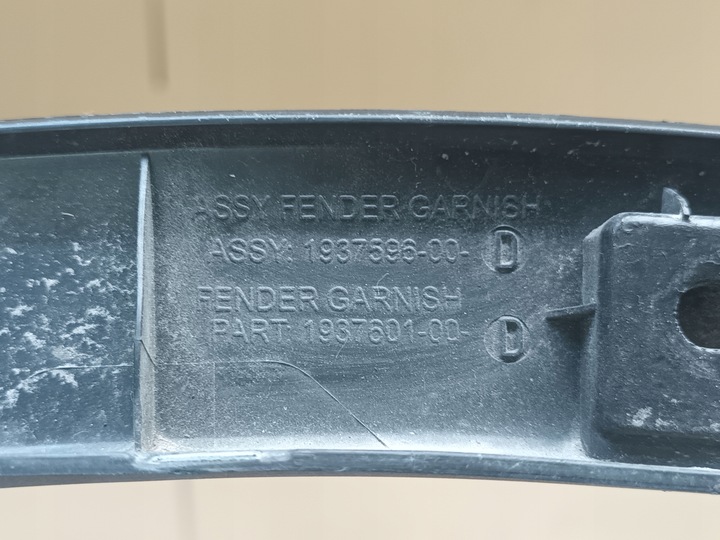 ASSY FENDER GARNISH
ASSY: 1937596-00- D
FENDER GARNISH
PART: 1937601-00- D